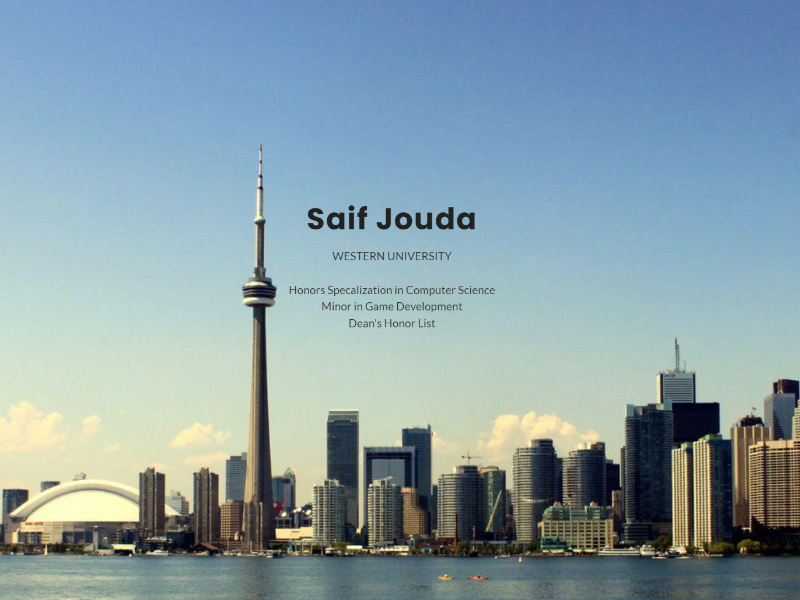 Saif Jouda
WESTERN UNIVERSITY
Honors Specalization in Computer Science
Minor in Game Development
Dean's Honor List